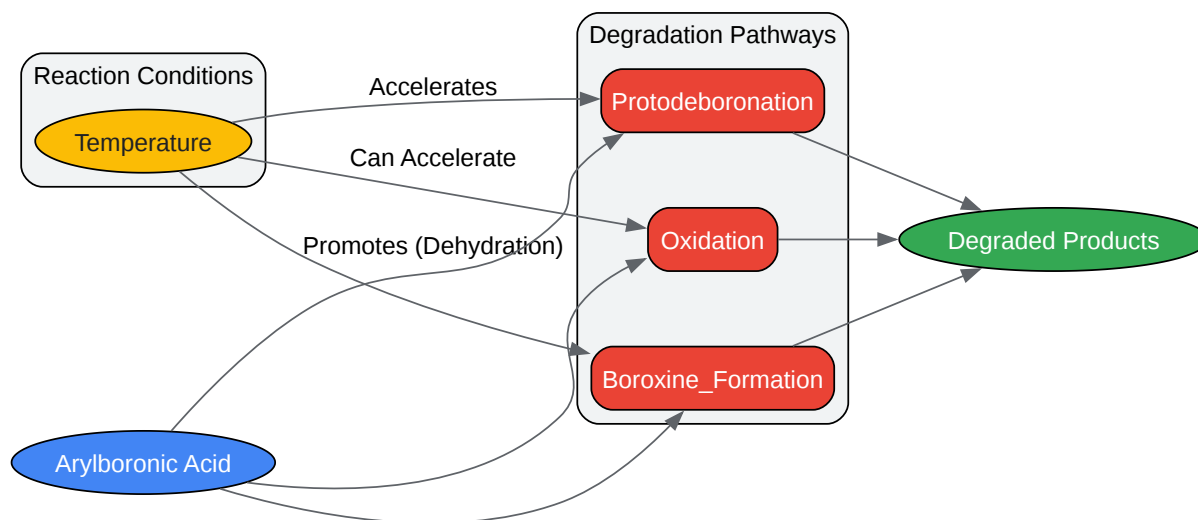 Degradation Pathways
Reaction Conditions
Accelerates
Protodeboronation
Temperature
Can Accelerate
Promotes (Dehydration)
Oxidation
Degraded Products
Boroxine_Formation
Arylboronic Acid